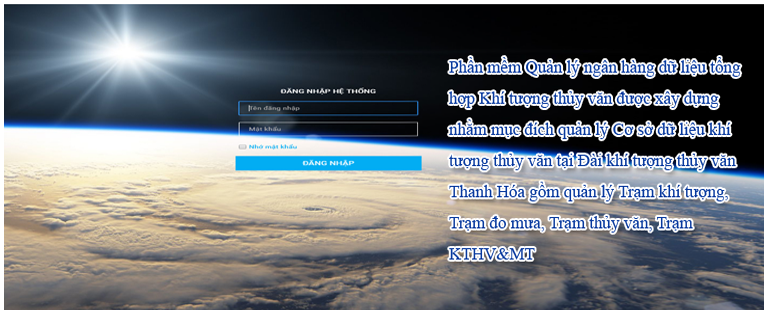 ĐĂNG NHẬP HỆ THỐNG
Tên đăng nhập
Mật khẩu
Nhớ mật khẩu
ĐĂNG NHẬP
Phần mềm Quản lý ngân hàng dữ liệu tổng
hợp Khí tượng thủy văn được xây dựng
nhằm mục đích quản lý Cơ sở dữ liệu khí
tượng thủy văn tại Đài khí tượng thủy văn
Thanh Hóa gồm quản lý Trạm khí tượng,
Trạm đo mưa, Trạm thủy văn, Trạm
KTHV&MT